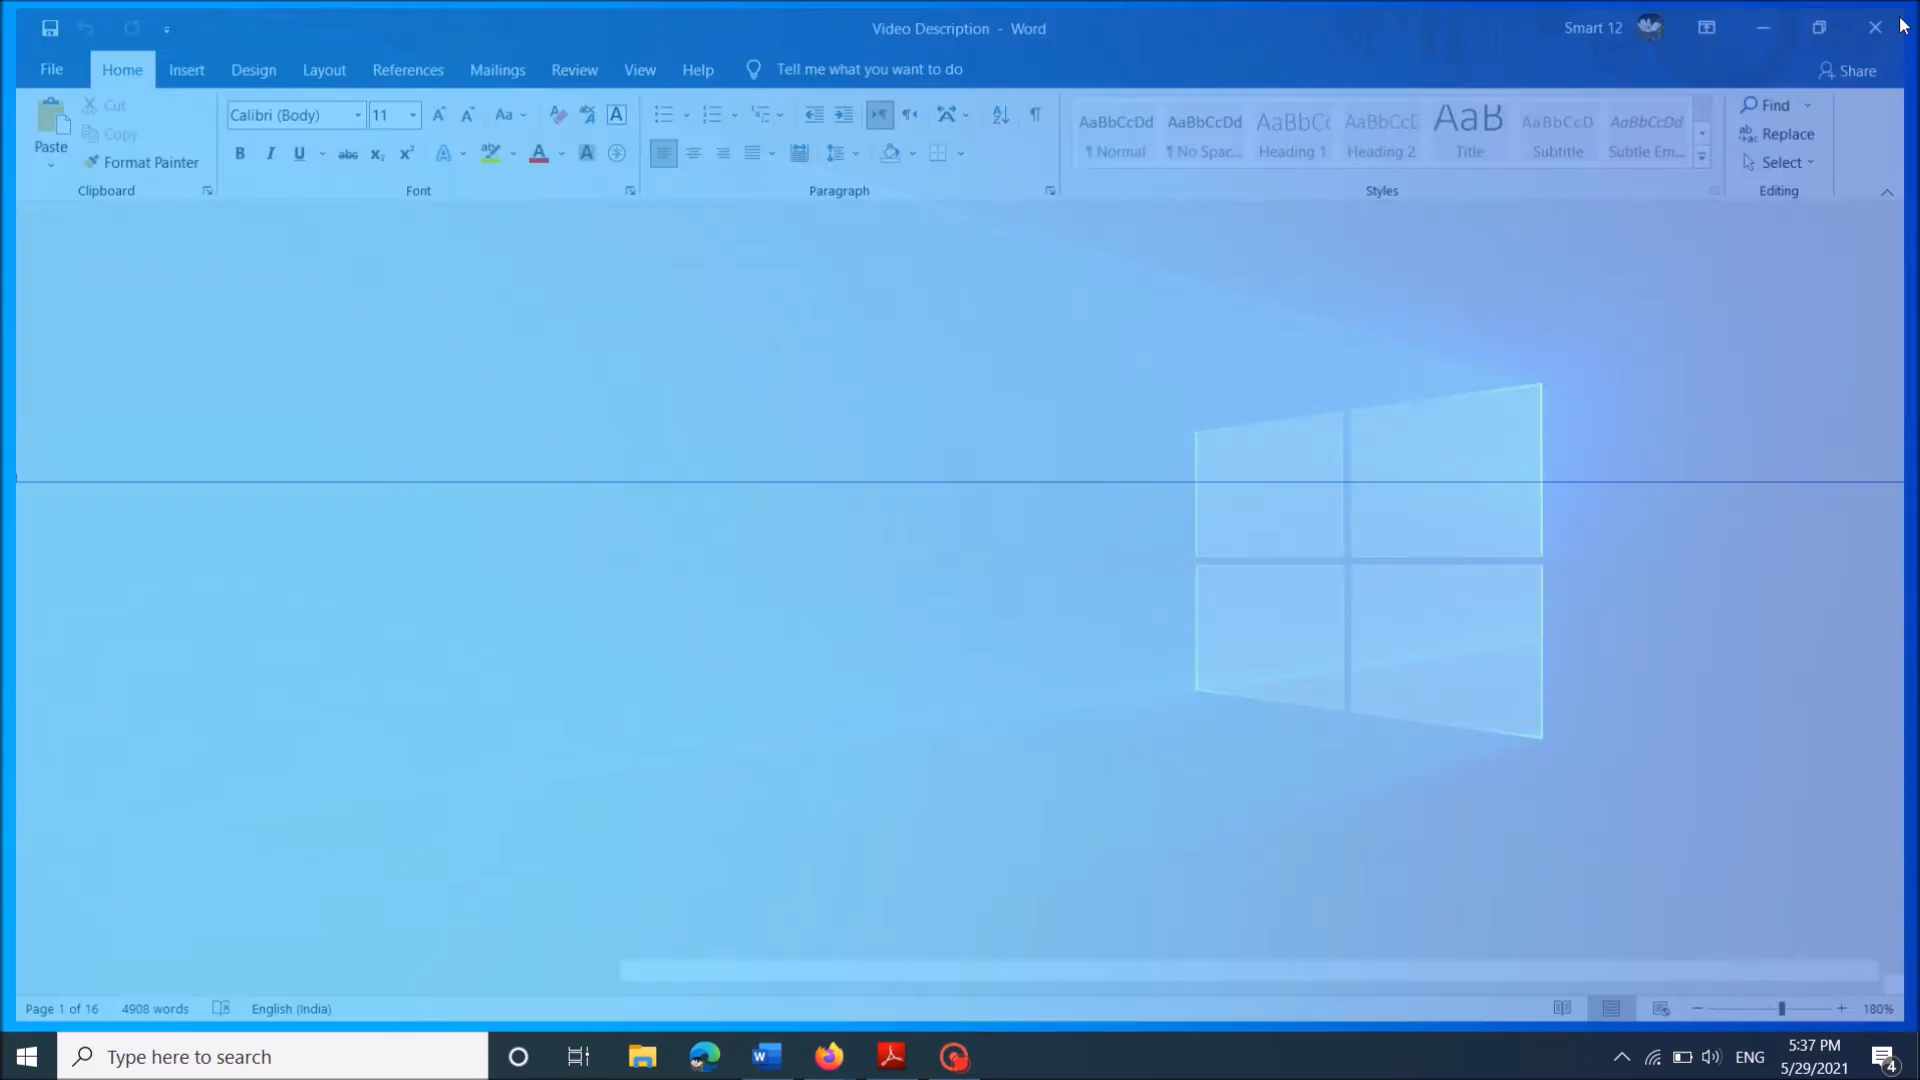 Video Description - Word
Smart 12
File Home Insert Design Layout References Mailings Review View Help Tell me what you want to do Share
Paste
Cut
Copy
Format Painter
Clipboard
Calibri (Body) 11
Font
Paragraph
AaBbCcDd AaBbCcDd AaBbCc AaBbCcE AaB AaBbCcD AaBbCcDd
¶ Normal ¶ No Spac... Heading 1 Heading 2 Title Subtitle Subtle Em...
Styles
Find
Replace
Select
Editing
Page 1 of 16 4908 words English (India) 180%
Type here to search
ENG
5:37 PM
5/29/2021
4